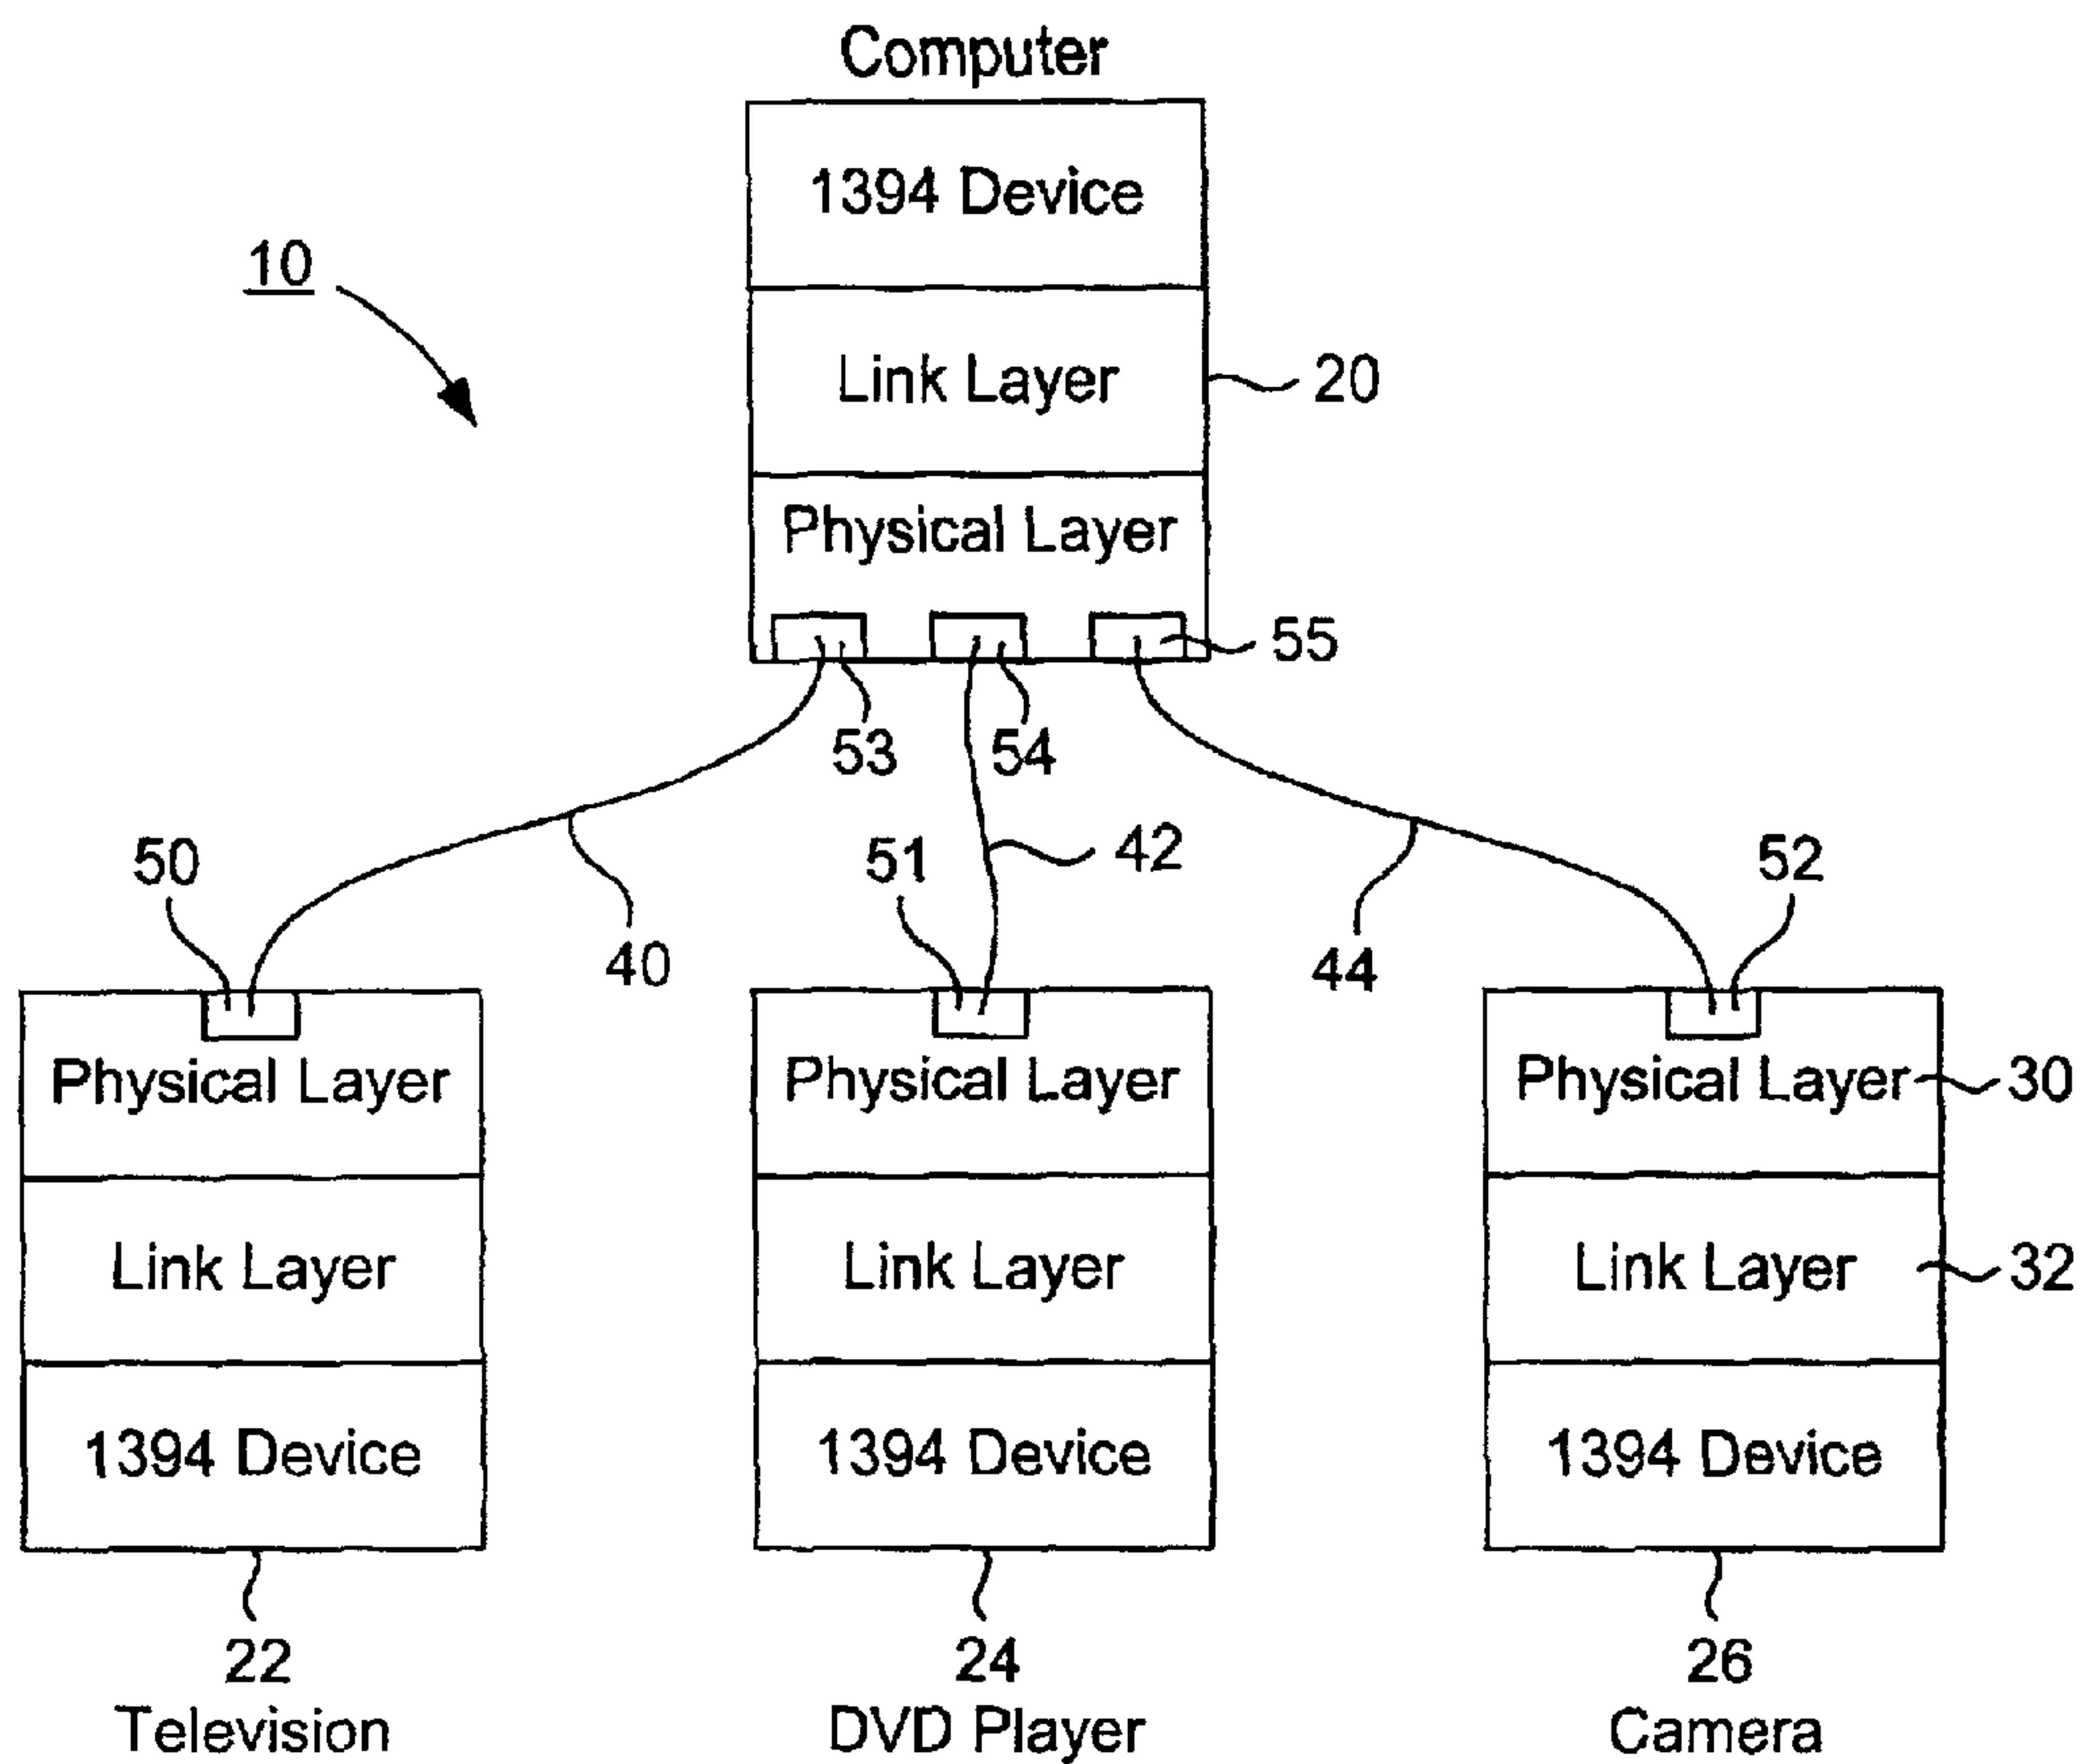 Computer
1394 Device
10
Link Layer
20
Physical Layer
55
53
54
50
51
42
52
40
44
Physical Layer
Physical Layer
Physical Layer
30
Link Layer
Link Layer
Link Layer
32
1394 Device
1394 Device
1394 Device
22
24
26
Television
DVD Player
Camera